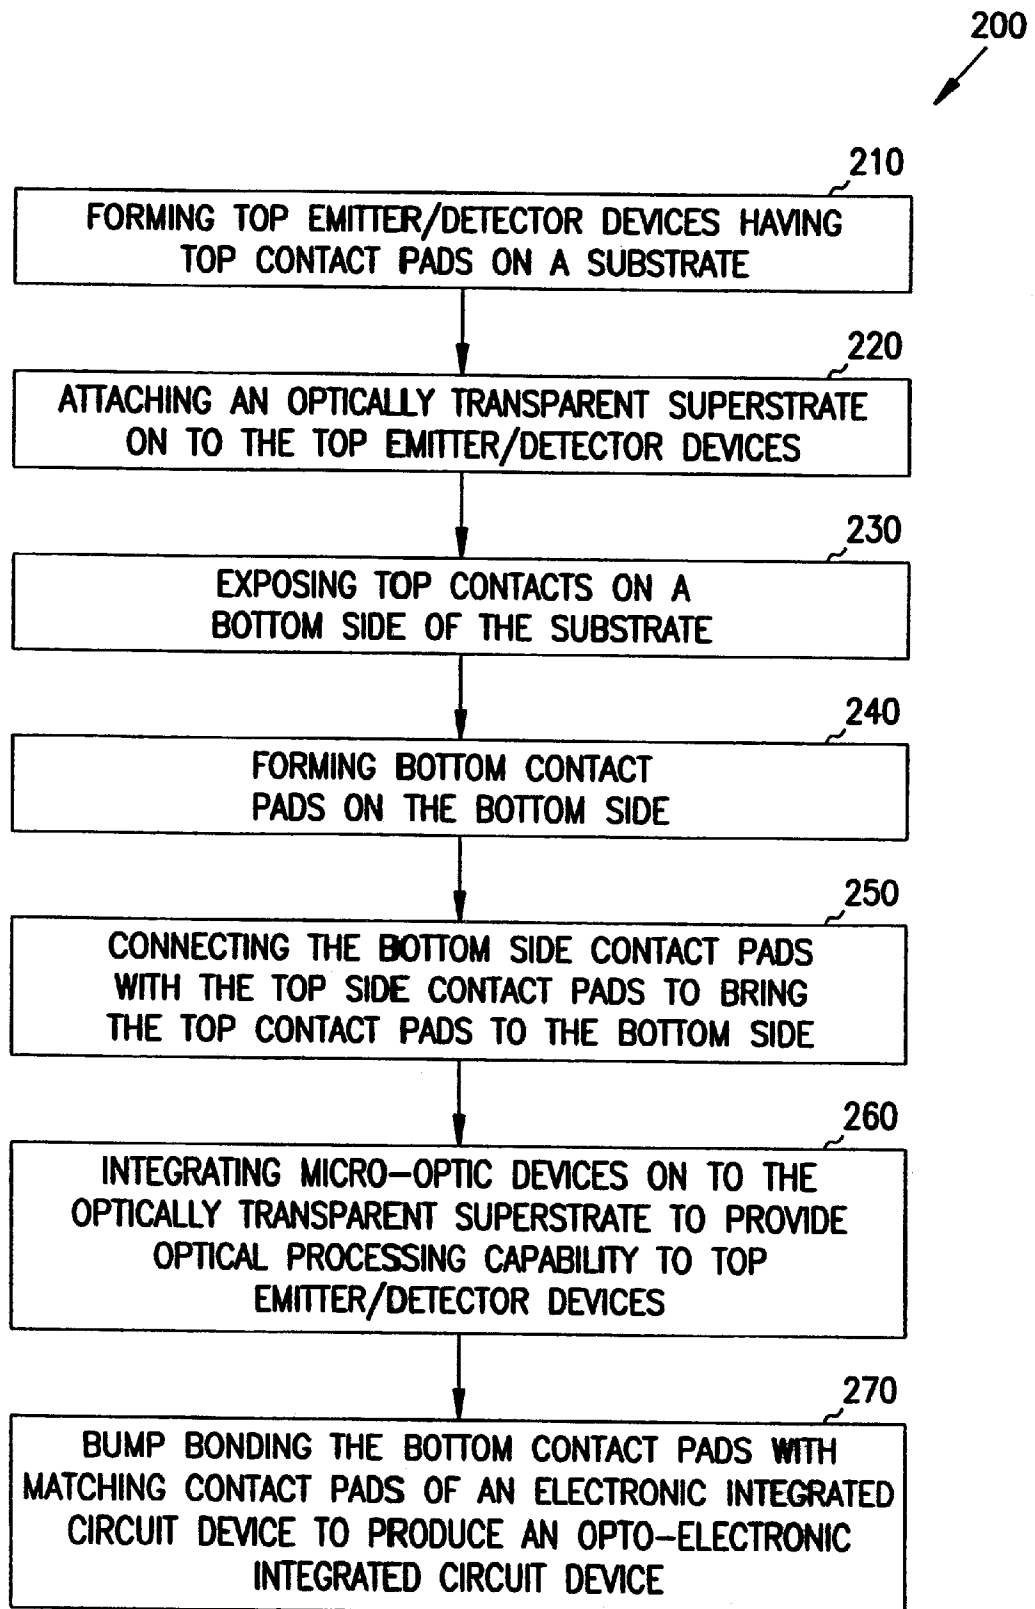 200
210
FORMING TOP EMITTER/DETECTOR DEVICES HAVING
TOP CONTACT PADS ON A SUBSTRATE
220
ATTACHING AN OPTICALLY TRANSPARENT SUPERSTRATE
ON TO THE TOP EMITTER/DETECTOR DEVICES
230
EXPOSING TOP CONTACTS ON A
BOTTOM SIDE OF THE SUBSTRATE
240
FORMING BOTTOM CONTACT
PADS ON THE BOTTOM SIDE
250
CONNECTING THE BOTTOM SIDE CONTACT PADS
WITH THE TOP SIDE CONTACT PADS TO BRING
THE TOP CONTACT PADS TO THE BOTTOM SIDE
260
INTEGRATING MICRO-OPTIC DEVICES ON TO THE
OPTICALLY TRANSPARENT SUPERSTRATE TO PROVIDE
OPTICAL PROCESSING CAPABILITY TO TOP
EMITTER/DETECTOR DEVICES
270
BUMP BONDING THE BOTTOM CONTACT PADS WITH
MATCHING CONTACT PADS OF AN ELECTRONIC INTEGRATED
CIRCUIT DEVICE TO PRODUCE AN OPTO-ELECTRONIC
INTEGRATED CIRCUIT DEVICE